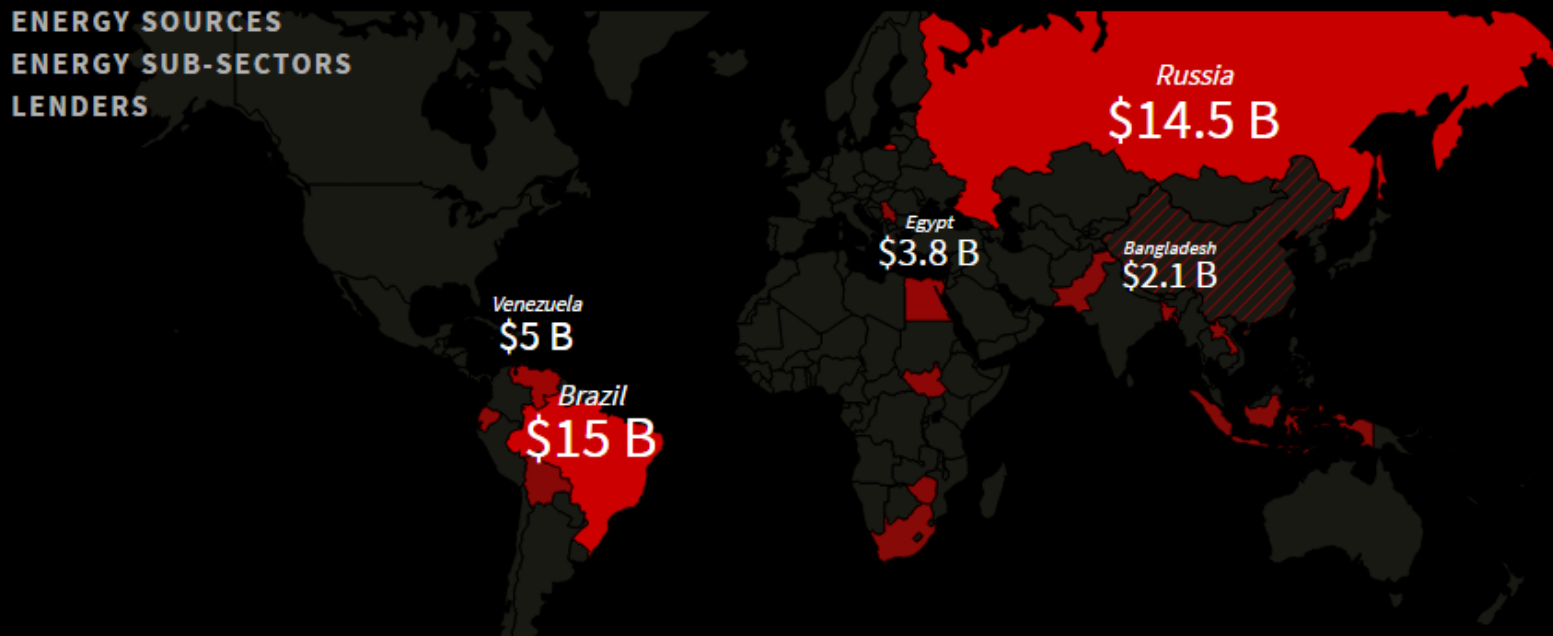 ENERGY SOURCES
ENERGY SUB-SECTORS
LENDERS
Russia
$14.5 B
Egypt
$3.8 B
Bangladesh
$2.1 B
Venezuela
$5 B
Brazil
$15 B